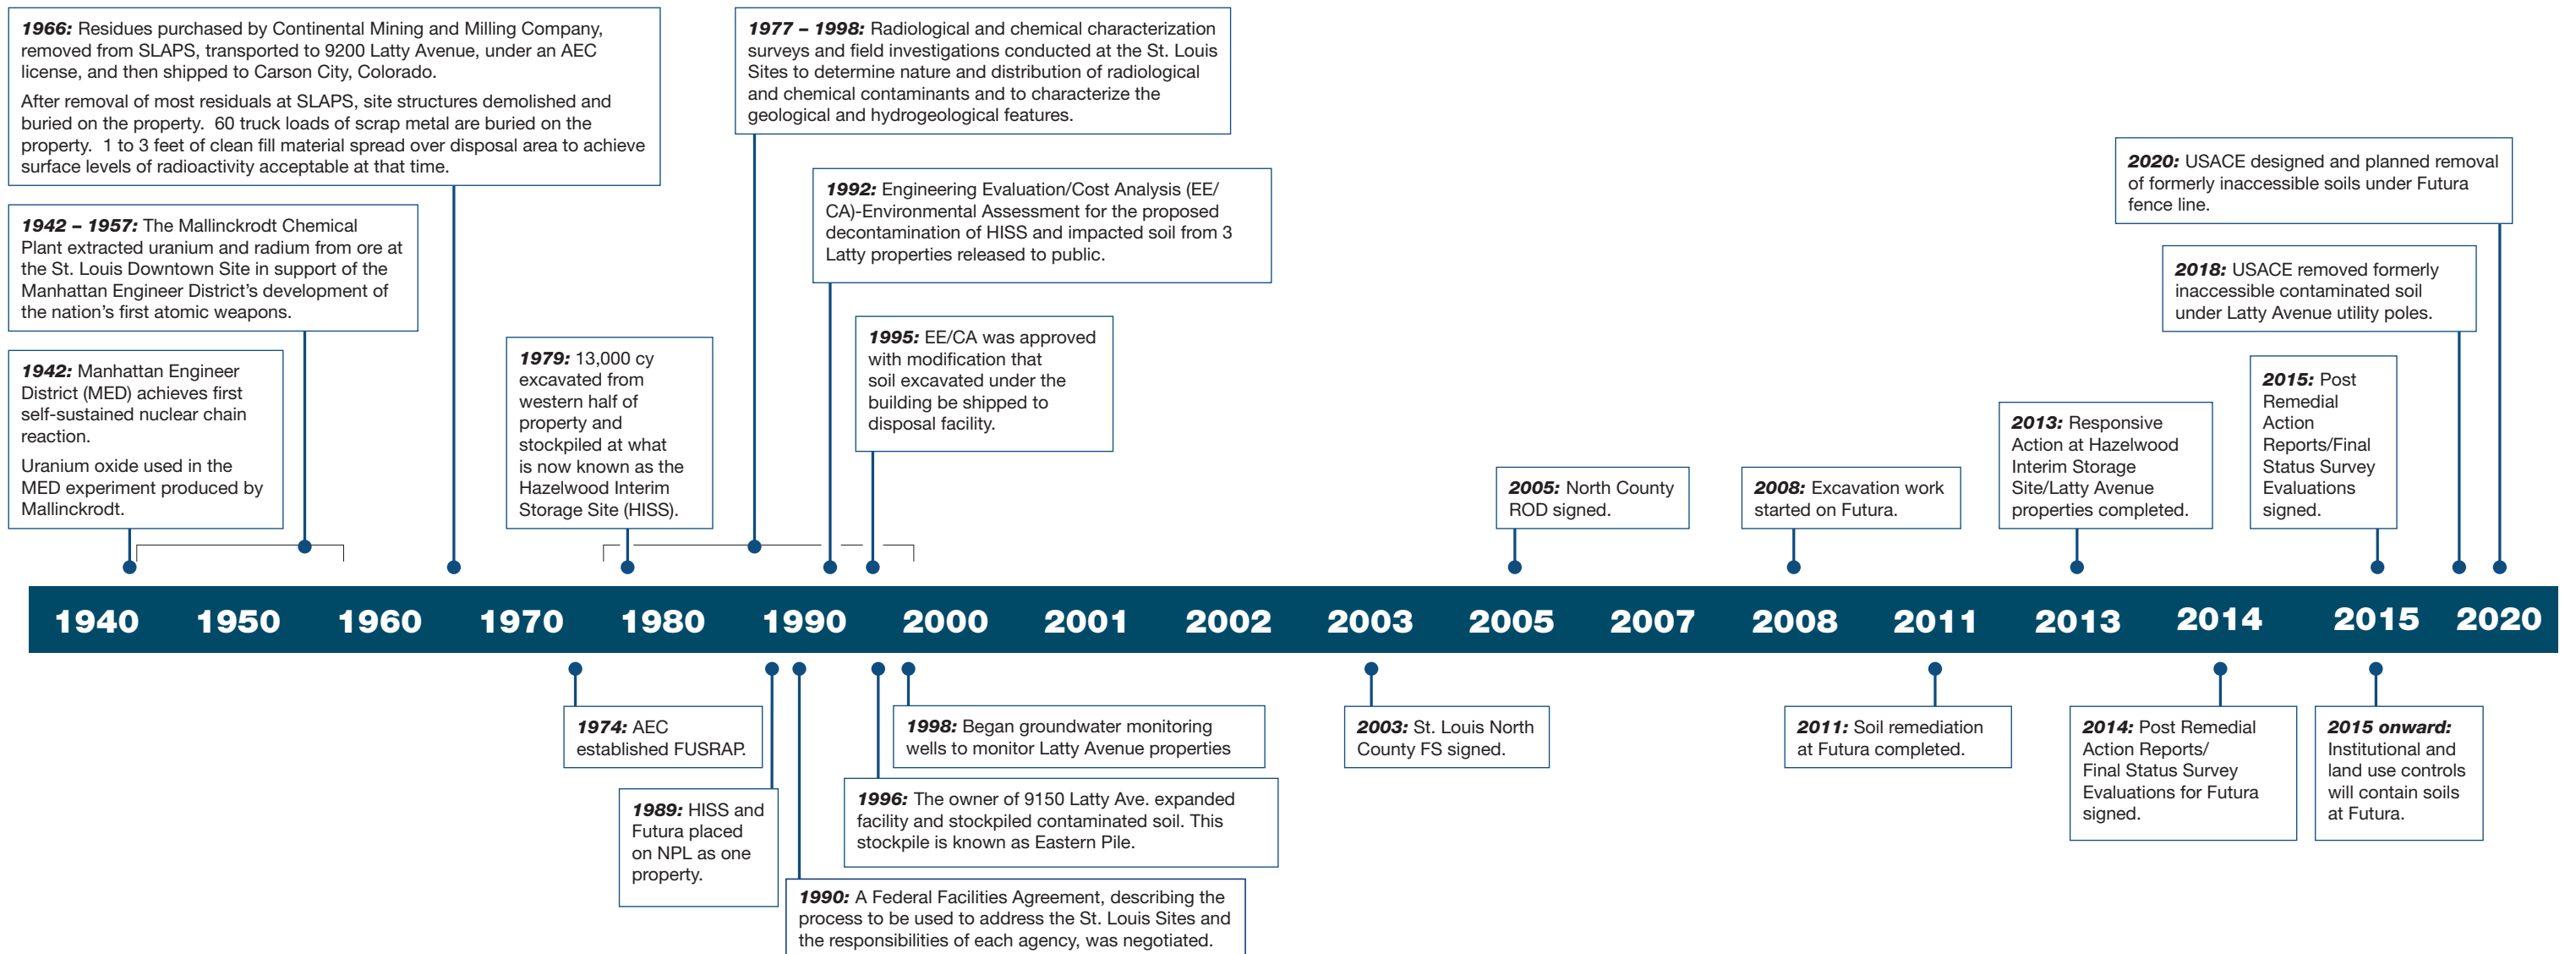 1966: Residues purchased by Continental Mining and Milling Company,
removed from SLAPS, transported to 9200 Latty Avenue, under an AEC
license, and then shipped to Carson City, Colorado.
After removal of most residuals at SLAPS, site structures demolished and
buried on the property. 60 truck loads of scrap metal are buried on the
property. 1 to 3 feet of clean fill material spread over disposal area to achieve
surface levels of radioactivity acceptable at that time.
1942 – 1957: The Mallinckrodt Chemical
Plant extracted uranium and radium from ore at
the St. Louis Downtown Site in support of the
Manhattan Engineer District’s development of
the nation’s first atomic weapons.
1942: Manhattan Engineer
District (MED) achieves first
self-sustained nuclear chain
reaction.
Uranium oxide used in the
MED experiment produced by
Mallinckrodt.
1979: 13,000 cy
excavated from
western half of
property and
stockpiled at what
is now known as the
Hazelwood Interim
Storage Site (HISS).
1977 – 1998: Radiological and chemical characterization
surveys and field investigations conducted at the St. Louis
Sites to determine nature and distribution of radiological
and chemical contaminants and to characterize the
geological and hydrogeological features.
1992: Engineering Evaluation/Cost Analysis (EE/
CA)-Environmental Assessment for the proposed
decontamination of HISS and impacted soil from 3
Latty properties released to public.
1995: EE/CA was approved
with modification that
soil excavated under the
building be shipped to
disposal facility.
2005: North County
ROD signed.
2008: Excavation work
started on Futura.
2013: Responsive
Action at Hazelwood
Interim Storage
Site/Latty Avenue
properties completed.
2015: Post
Remedial
Action
Reports/Final
Status Survey
Evaluations
signed.
2018: USACE removed formerly
inaccessible contaminated soil
under Latty Avenue utility poles.
2020: USACE designed and planned removal
of formerly inaccessible soils under Futura
fence line.
1940 1950 1960 1970 1980 1990 2000 2001 2002 2003 2005 2007 2008 2011 2013 2014 2015 2020
1974: AEC
established FUSRAP.
1989: HISS and
Futura placed
on NPL as one
property.
1998: Began groundwater monitoring
wells to monitor Latty Avenue properties
1996: The owner of 9150 Latty Ave. expanded
facility and stockpiled contaminated soil. This
stockpile is known as Eastern Pile.
1990: A Federal Facilities Agreement, describing the
process to be used to address the St. Louis Sites and
the responsibilities of each agency, was negotiated.
2003: St. Louis North
County FS signed.
2011: Soil remediation
at Futura completed.
2014: Post Remedial
Action Reports/
Final Status Survey
Evaluations for Futura
signed.
2015 onward:
Institutional and
land use controls
will contain soils
at Futura.